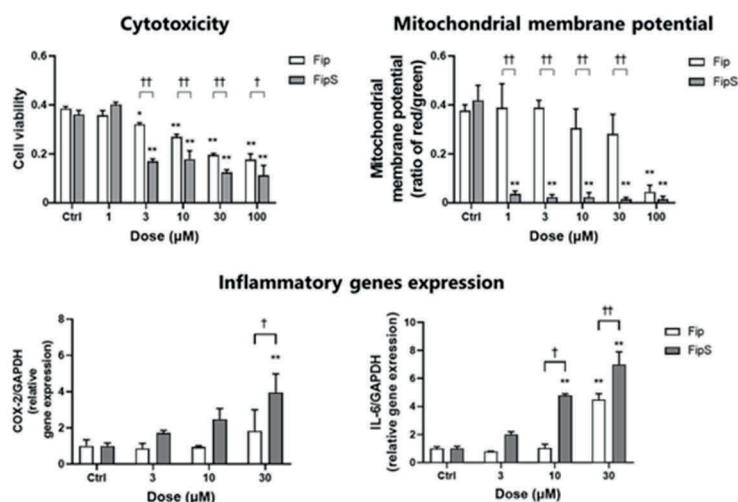 Cytotoxicity
Cell viability
0.6
0.4
0.2
0
†† †† †† †
* ** ** **
** ** ** **
Fip
FipS
Ctrl 1 3 10 30 100
Dose (µM)
Mitochondrial membrane potential
Mitochondrial
membrane potential
(ratio of red/green)
0.6
0.4
0.2
0.0
†† †† †† ††
** ** ** ** ** **
Fip
FipS
Ctrl 1 3 10 30 100
Dose (µM)
Inflammatory genes expression
COX-2/GAPDH
(relative
gene expression)
8
6
4
2
0
†
**
Ctrl 3 10 30
Dose (µM)
IL-6/GAPDH
(relative gene exression)
10
8
6
4
2
0
† ††
** ** **
Fip
FipS
Ctrl 3 10 30
Dose (µM)